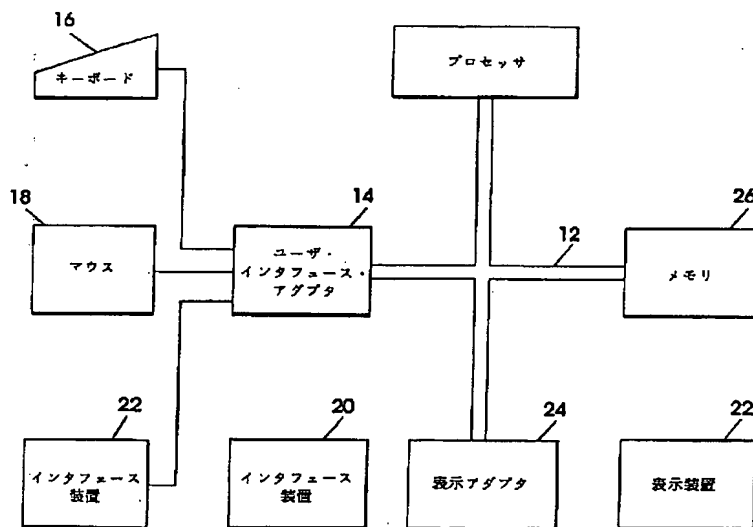 16
キーボード
プロセッサ
18
マウス
14
ユーザ・
インタフェース・
アダプタ
12
26
メモリ
22
インタフェース
装置
20
インタフェース
装置
24
表示アダプタ
22
表示装置